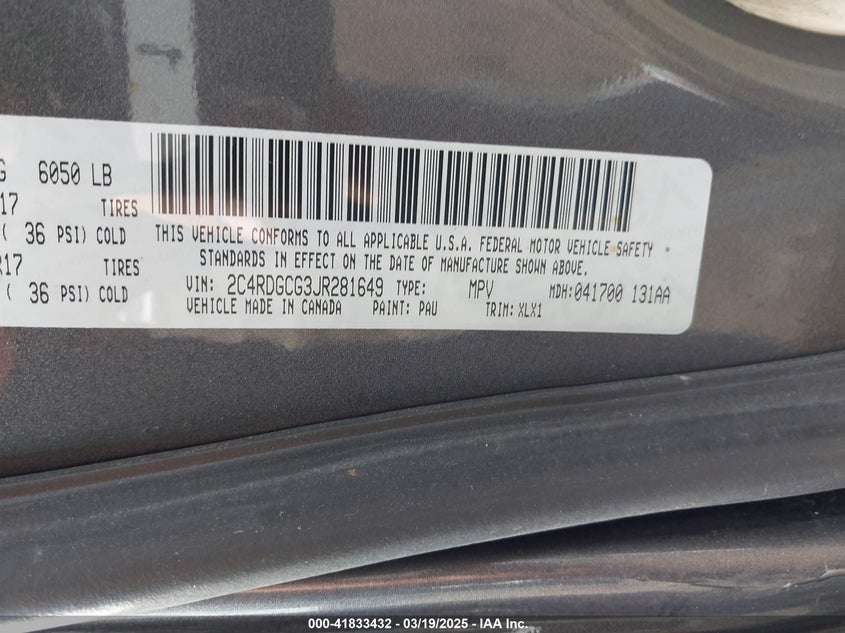 G 6050 LB
17 TIRES
( 36 PSI) COLD
R17 TIRES
( 36 PSI) COLD
THIS VEHICLE CONFORMS TO ALL APPLICABLE U.S.A. FEDERAL MOTOR VEHICLE SAFETY
STANDARDS IN EFFECT ON THE DATE OF MANUFACTURE SHOWN ABOVE.
VIN: 2C4RDGCG3JR281649 TYPE: MPV MDH: 041700 131AA
VEHICLE MADE IN CANADA PAINT: PAU TRIM: XLX1
000-41833432 - 03/19/2025 - IAA Inc.